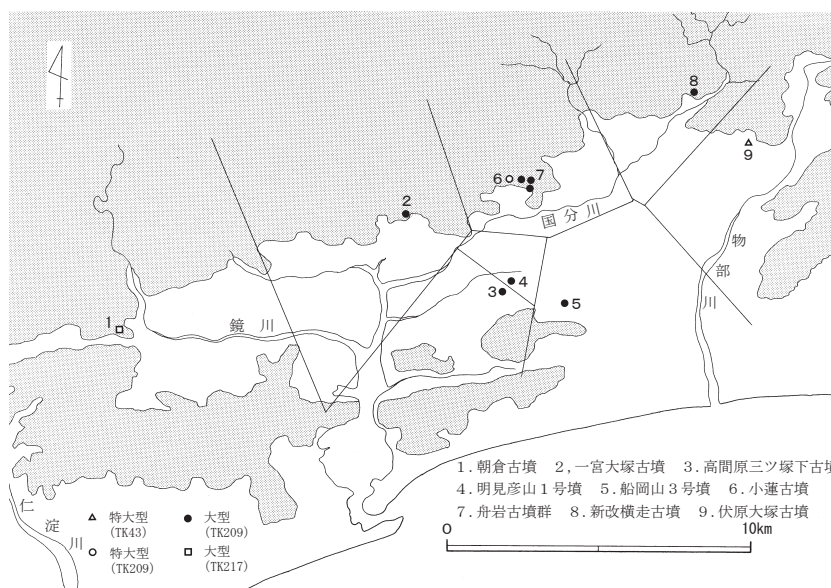 8
9
6
7
2
国分川
物部川
4
3
5
1
鏡川
1.朝倉古墳 2,一宮大塚古墳 3.高間原三ツ塚下古墳
4.明見彦山1号墳 5.船岡山3号墳 6.小蓮古墳
7.舟岩古墳群 8.新改横走古墳 9.伏原大塚古墳
仁淀川
△ 特大型 (TK43)
● 大型 (TK209)
○ 特大型 (TK209)
□ 大型 (TK217)
0 10km